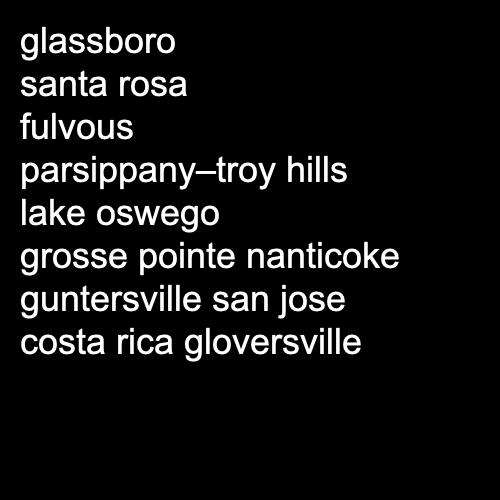 glassboro
santa rosa
fulvous
parsippany–troy hills
lake oswego
grosse pointe nanticoke
guntersville san jose
costa rica gloversville